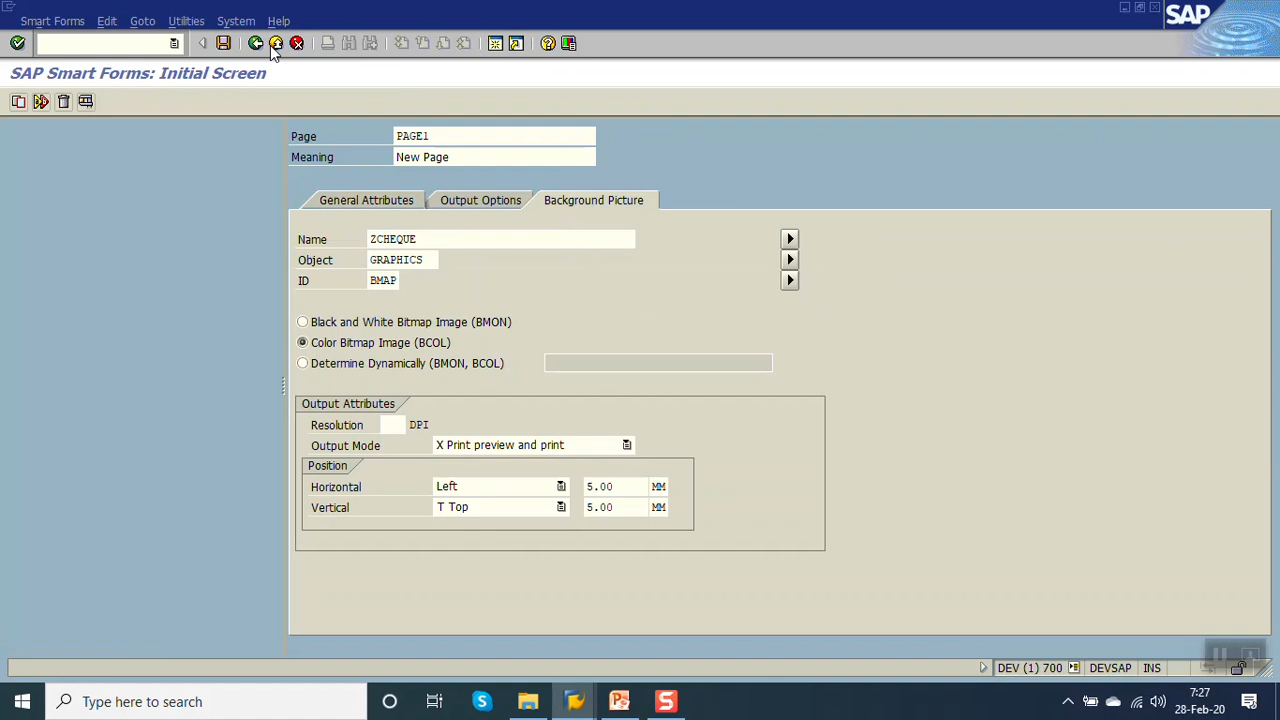 Smart Forms Edit Goto Utilities System Help
SAP
SAP Smart Forms: Initial Screen
Page PAGE1
Meaning New Page
General Attributes Output Options Background Picture
Name ZCHEQUE
Object GRAPHICS
ID BMAP
Black and White Bitmap Image (BMON)
Color Bitmap Image (BCOL)
Determine Dynamically (BMON, BCOL)
Output Attributes
Resolution DPI
Output Mode X Print preview and print
Position
Horizontal Left 5.00 MM
Vertical T Top 5.00 MM
DEV (1) 700 DEVSAP INS
Type here to search
7:27
28-Feb-20